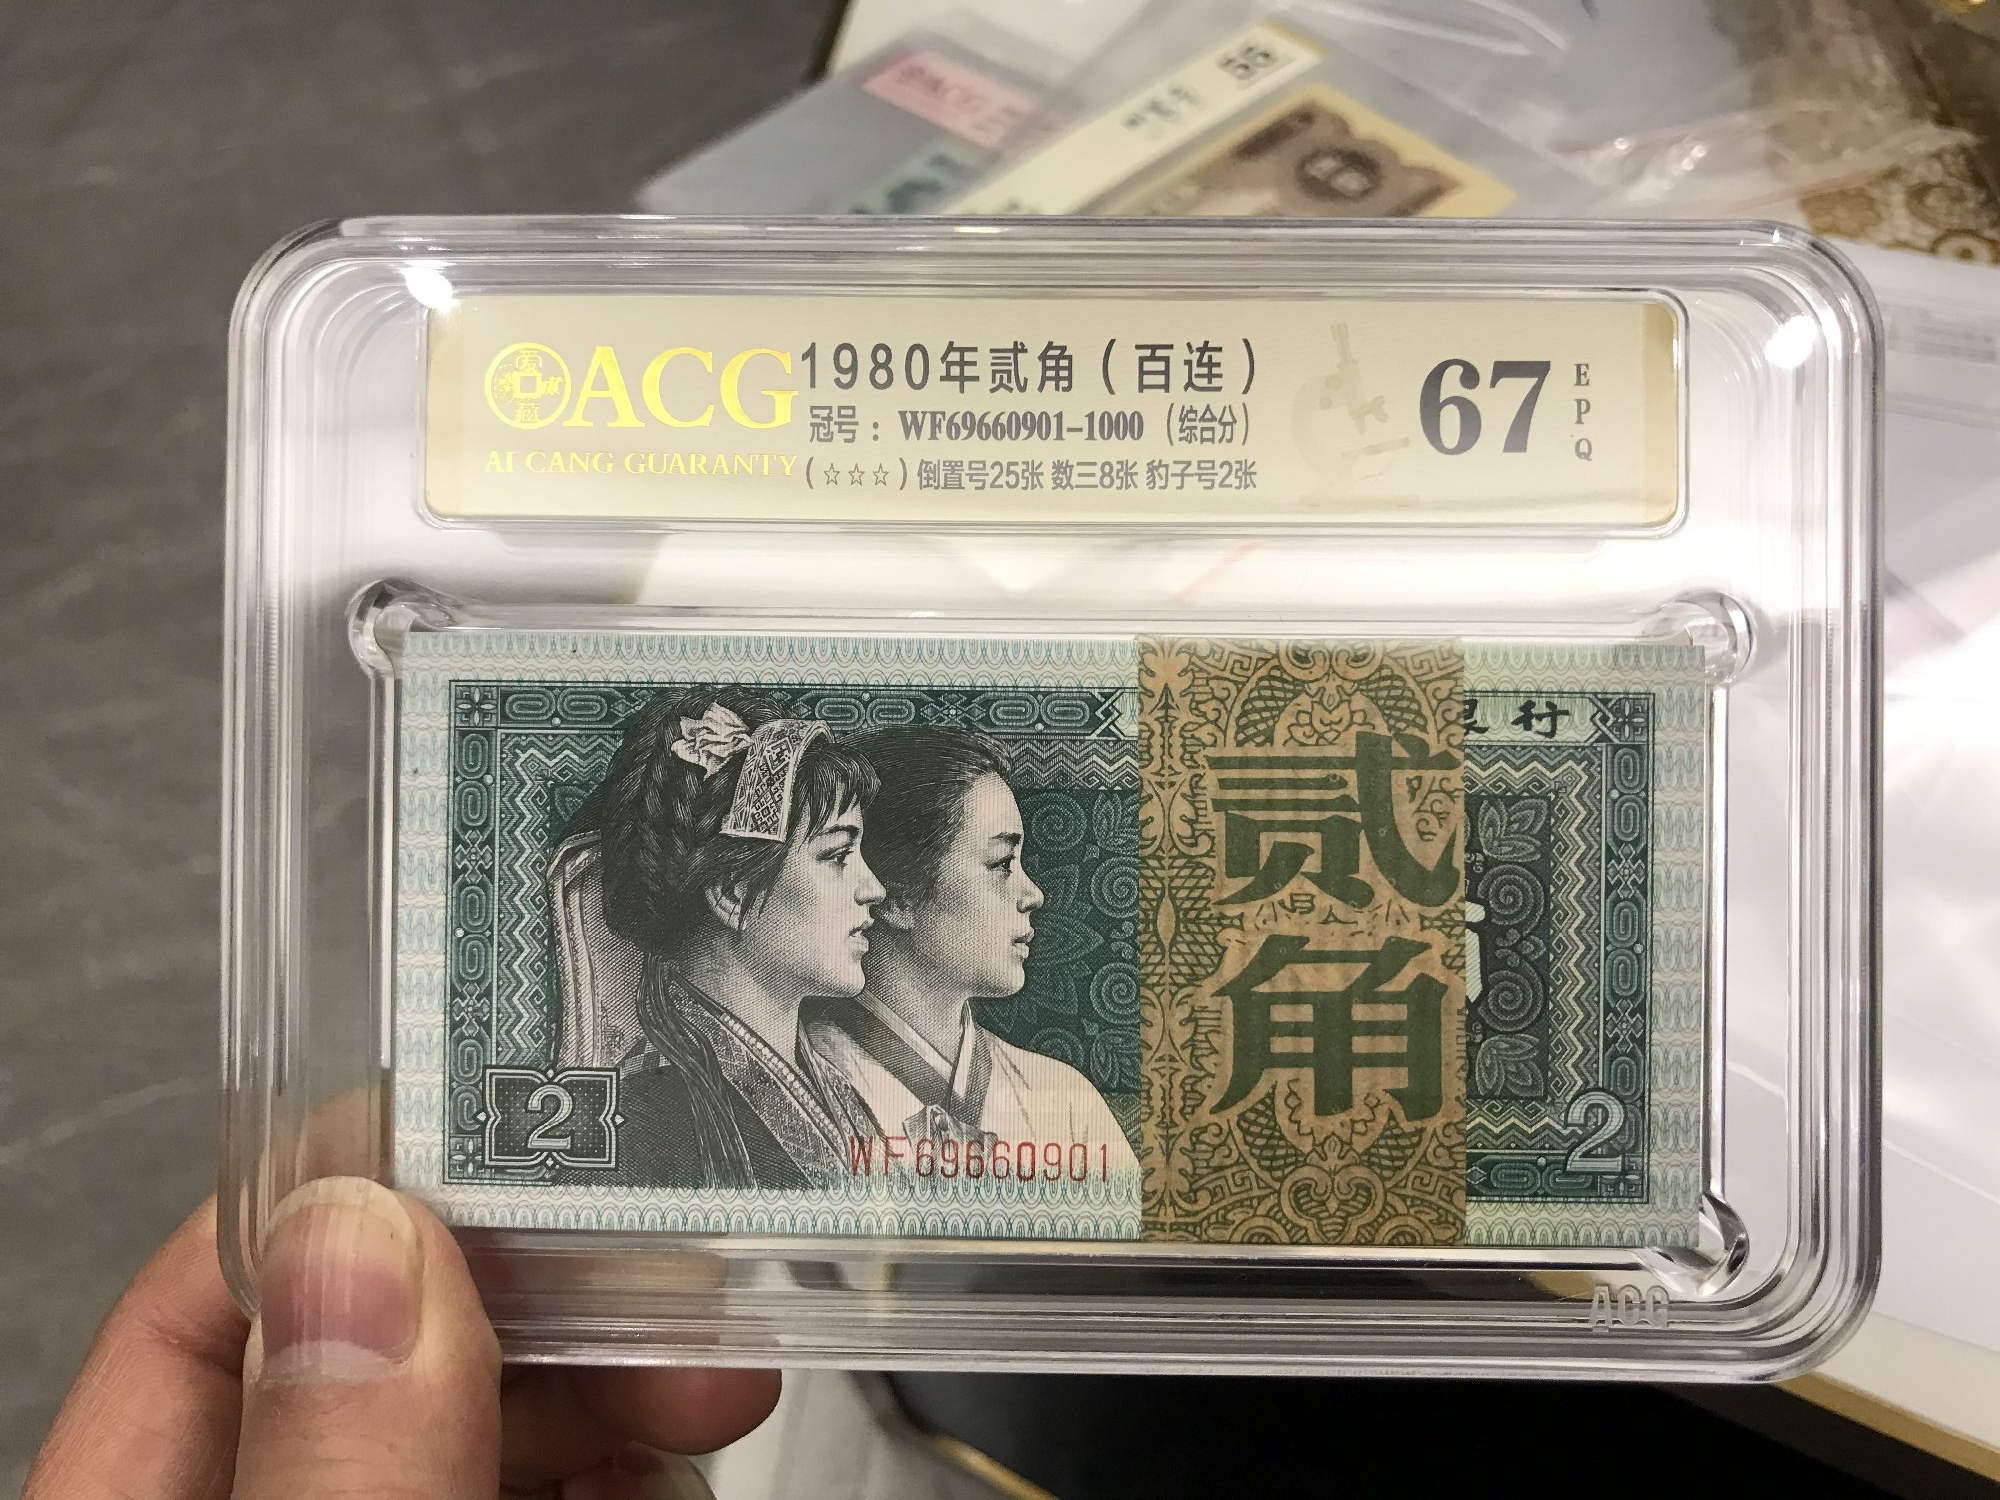 55
ACG
AI CANG GUARANTY
1980年贰角（百连）
冠号：WF69660901-1000（综合分）
（☆☆☆）倒置号25张 数三8张 豹子号2张
67
EPQ
行
贰角
2
WF69660901
2
ACG